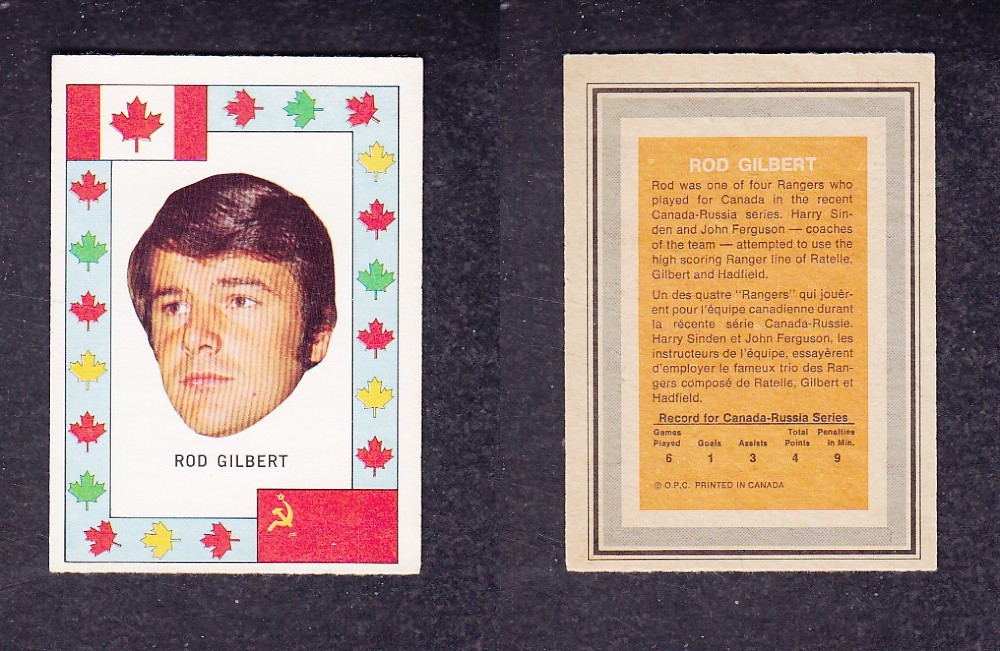 ROD GILBERT
ROD GILBERT
Rod was one of four Rangers who
played for Canada in the recent
Canada-Russia series. Harry Sin-
den and John Ferguson — coaches
of the team — attempted to use the
high scoring Ranger line of Ratelle,
Gilbert and Hadfield.
Un des quatre "Rangers" qui jouèr-
ent pour l'équipe canadienne durant
la récente série Canada-Russie.
Harry Sinden et John Ferguson, les
instructeurs de l'équipe, essayèrent
d'employer le fameux trio des Ran-
gers composé de Ratelle, Gilbert et
Hadfield.
Record for Canada-Russia Series
Games Total Penalties
Played Goals Assists Points In Min.
6 1 3 4 9
© O.P.C. PRINTED IN CANADA